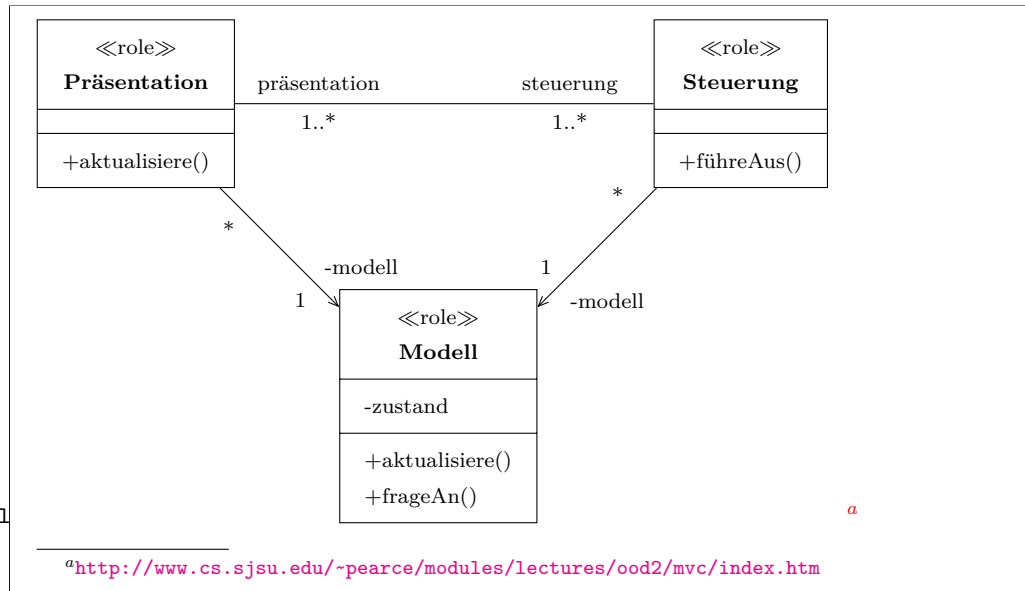 ≪role≫
Präsentation
+aktualisiere()
präsentation
1..*
steuerung
1..*
≪role≫
Steuerung
+führeAus()
*
-modell
1
*
1
-modell
≪role≫
Modell
-zustand
+aktualisiere()
+frageAn()
a
ahttp://www.cs.sjsu.edu/~pearce/modules/lectures/ood2/mvc/index.htm